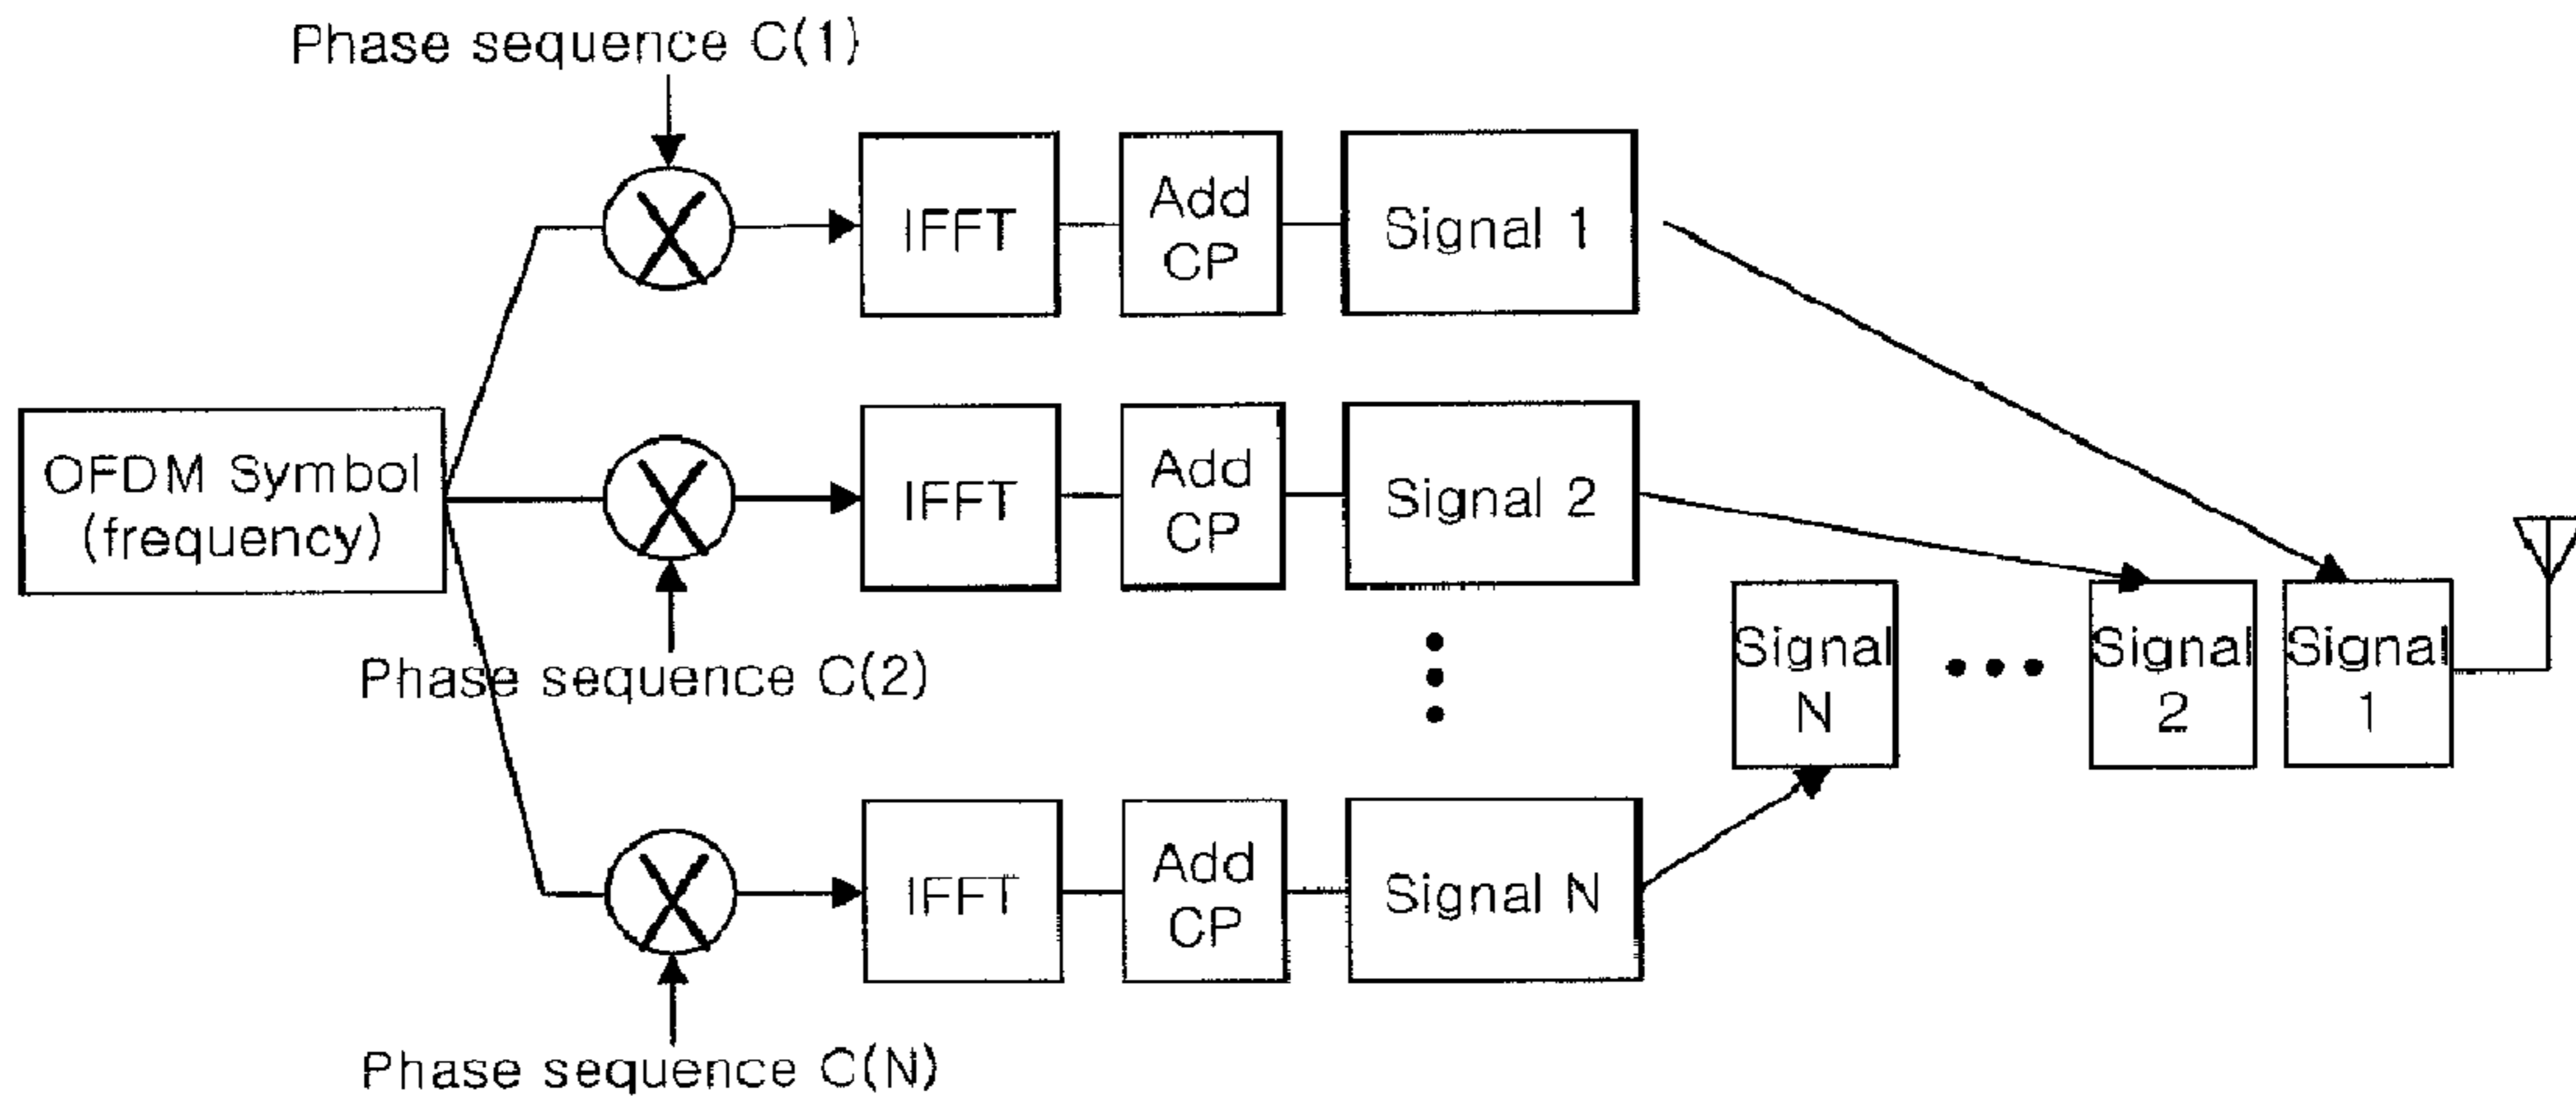 Phase sequence C(1)
IFFT
Add
CP
Signal 1
OFDM Symbol
(frequency)
IFFT
Add
CP
Signal 2
Phase sequence C(2)
Signal
N
Signal
2
Signal
1
IFFT
Add
CP
Signal N
Phase sequence C(N)